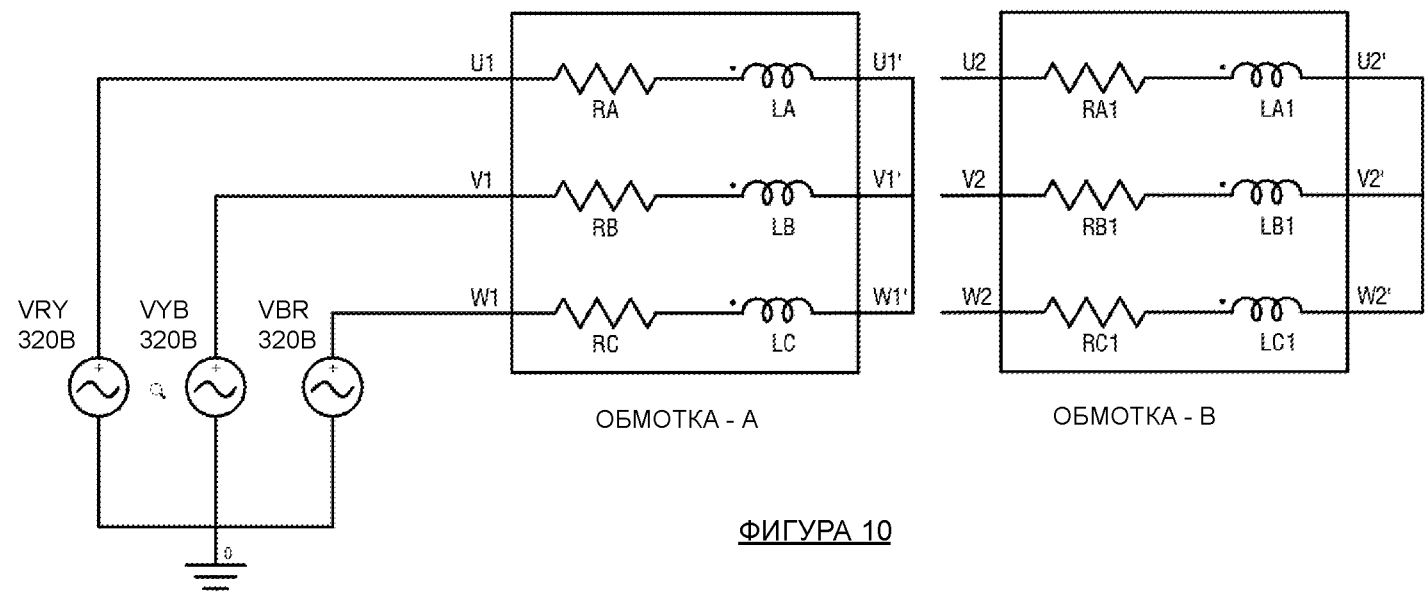 U1
U1'
U2
U2'
RA
LA
RA1
LA1
V1
V1'
V2
V2'
RB
LB
RB1
LB1
VRY
320В
VYB
320В
VBR
320В
W1
W1'
W2
W2'
RC
LC
RC1
LC1
ОБМОТКА - А
ОБМОТКА - В
ФИГУРА 10
0